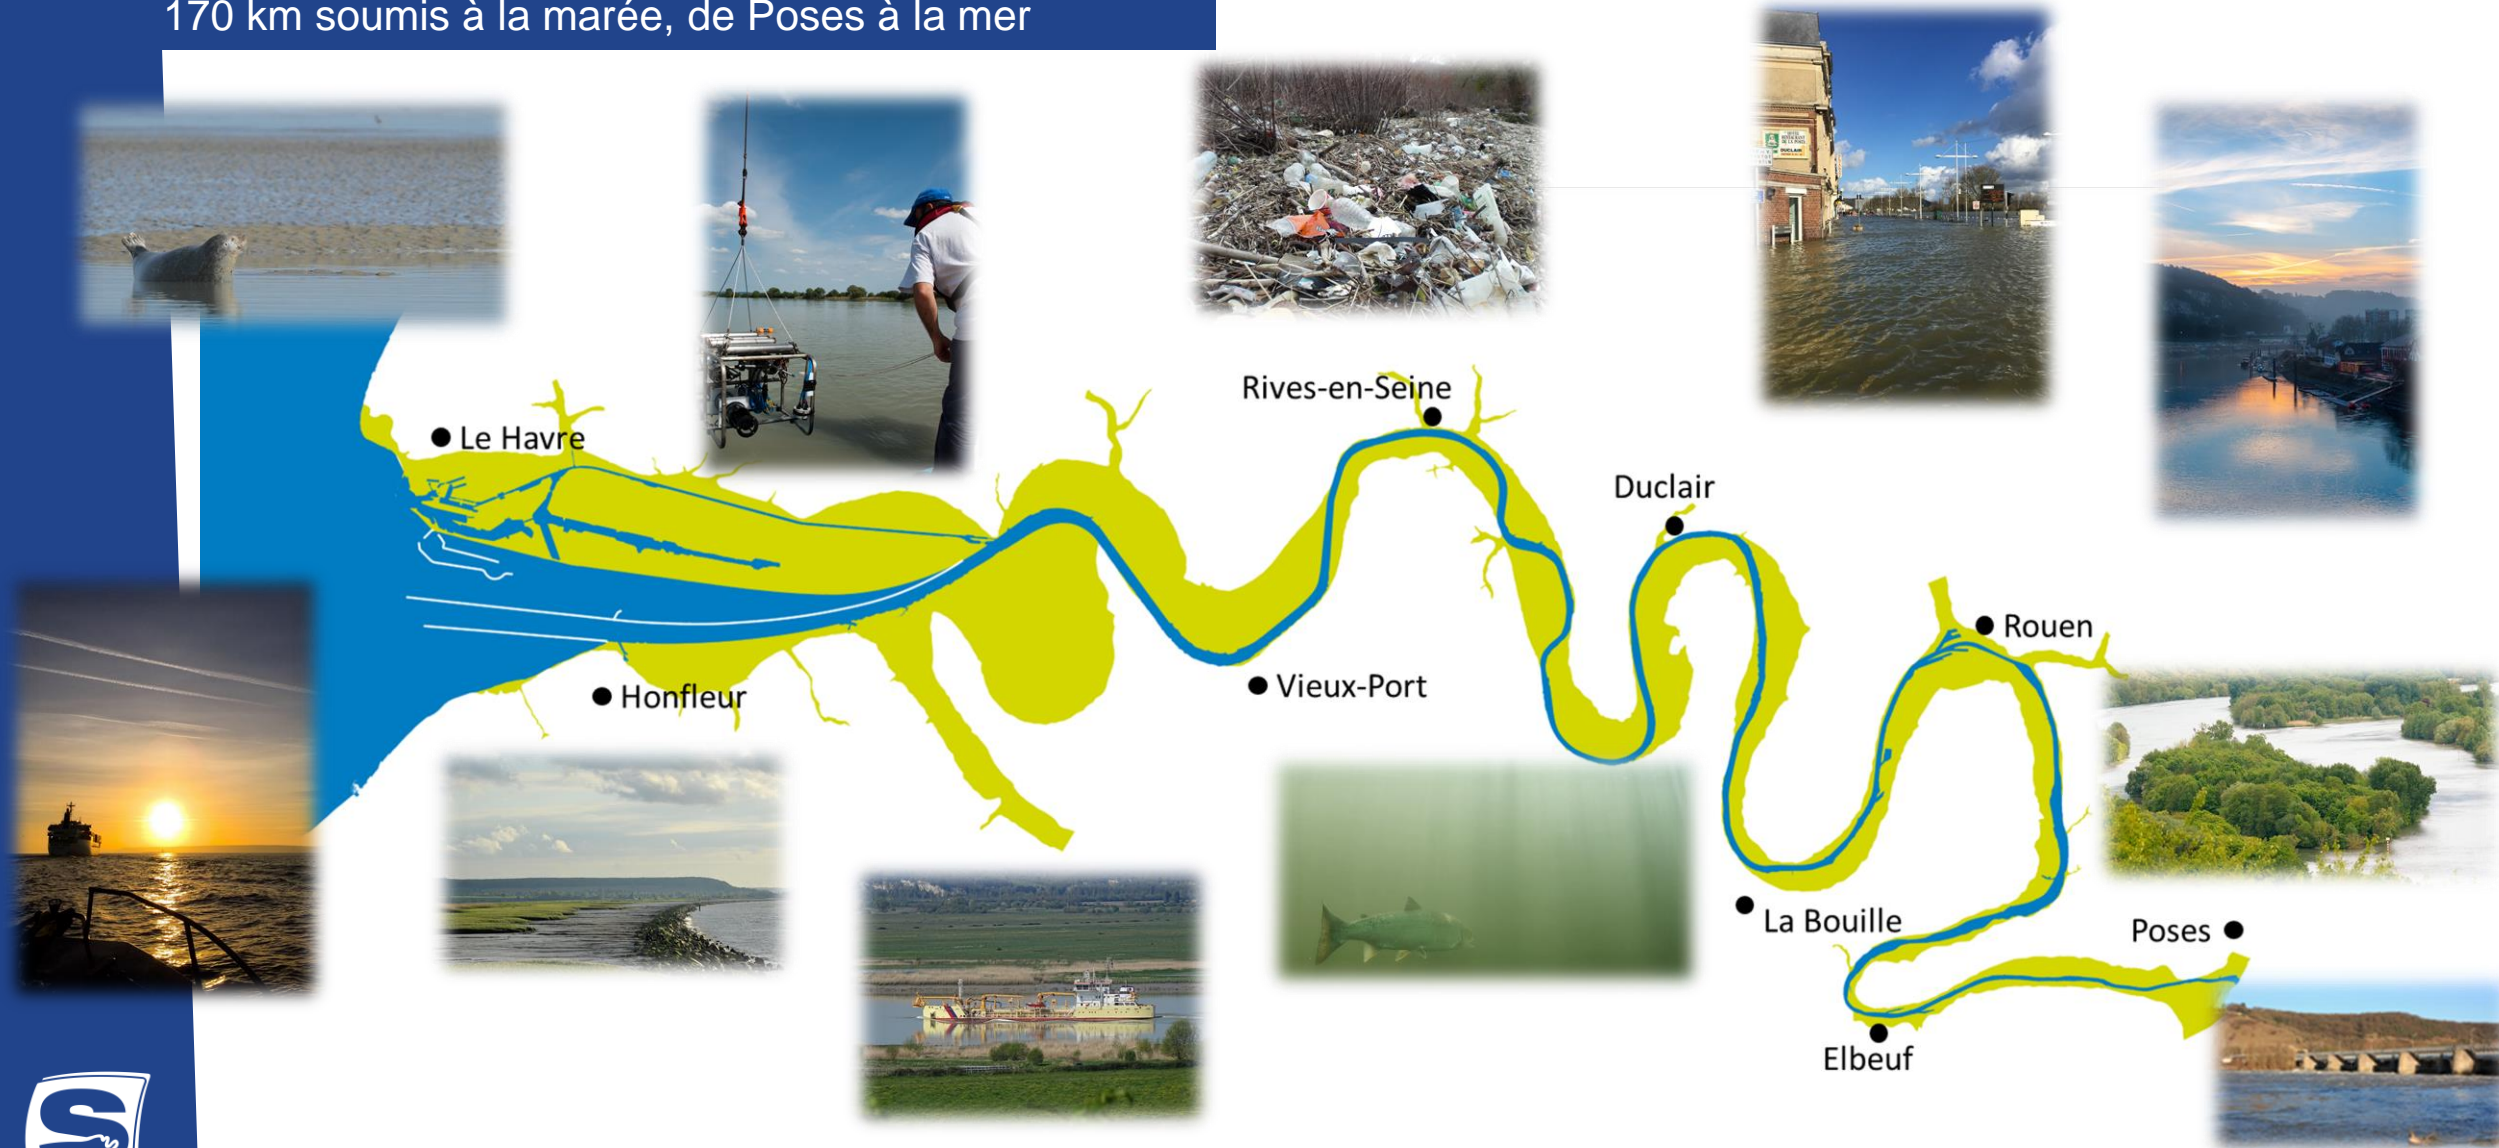 170 km soumis à la marée, de Poses à la mer
Rives-en-Seine
Le Havre
Duclair
Rouen
Vieux-Port
Honfleur
La Bouille
Poses
Elbeuf
DUCLAIR
S